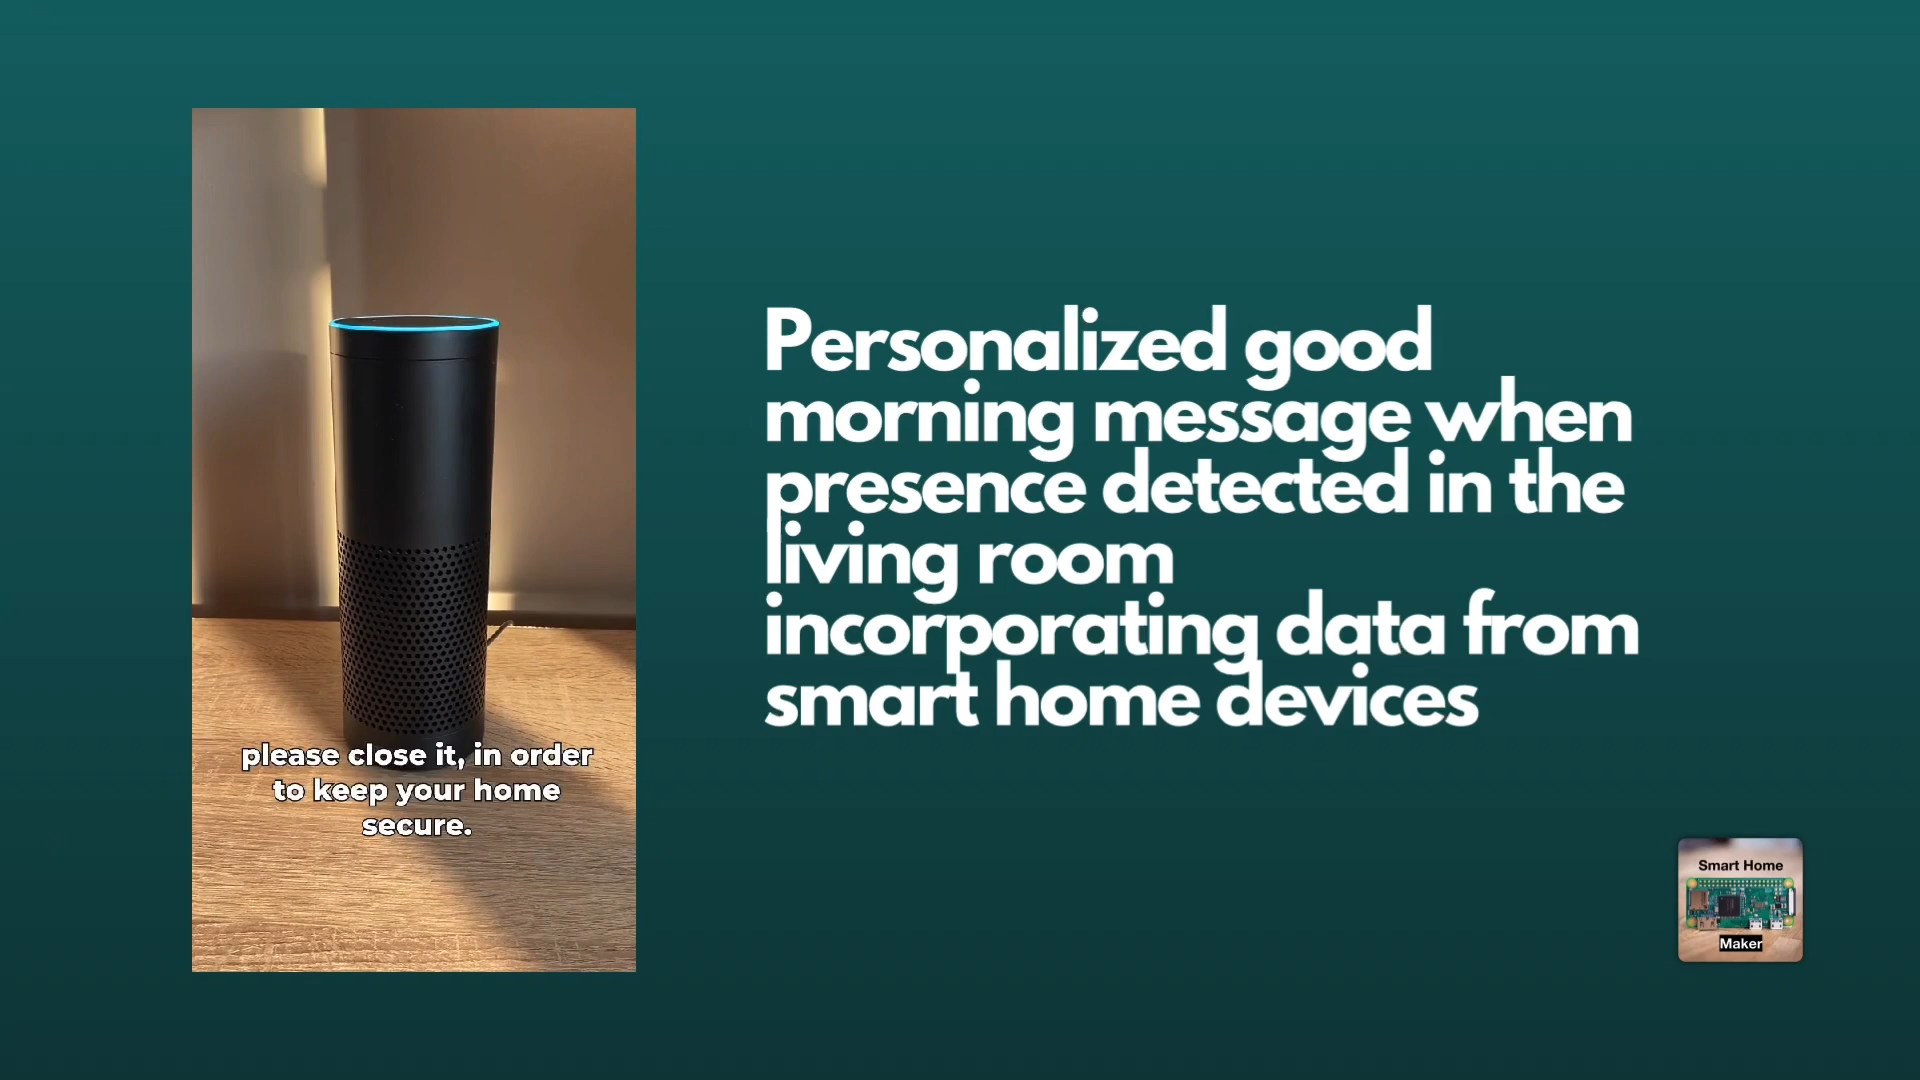 please close it, in order
to keep your home
secure.
Personalized good
morning message when
presence detected in the
living room
incorporating data from
smart home devices
Smart Home
Maker